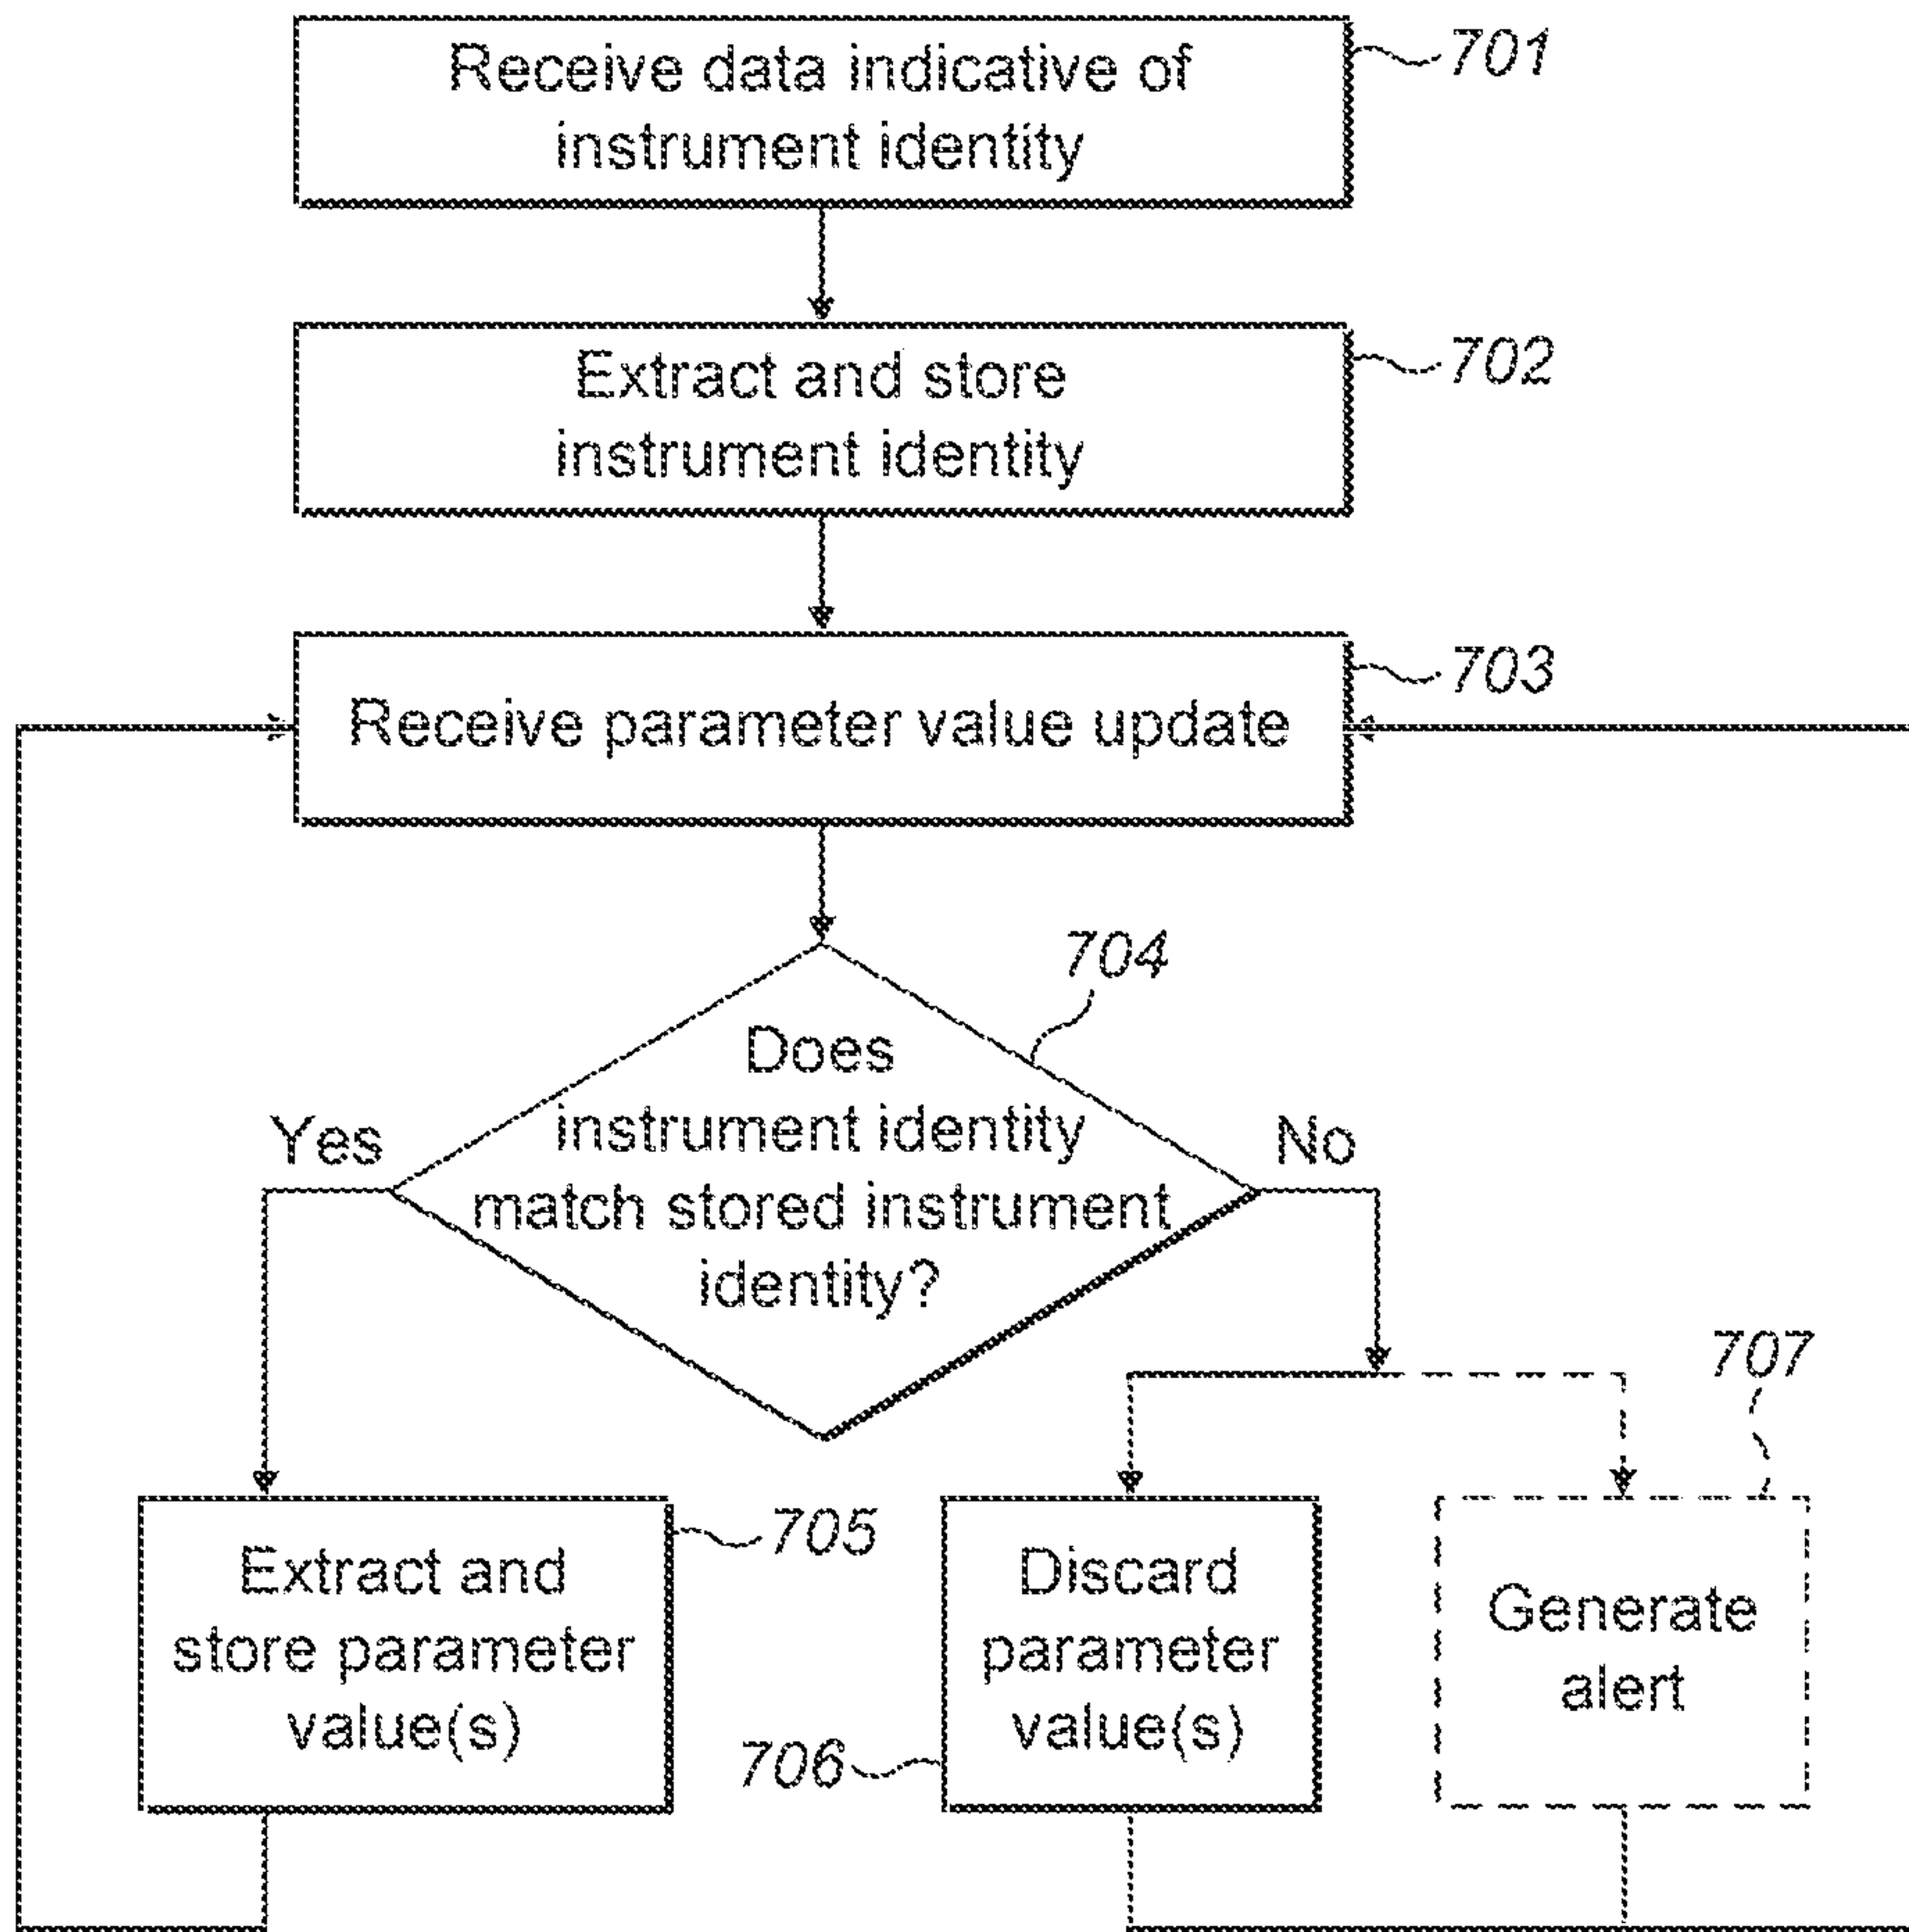 Receive data indicative of
instrument identity
701
Extract and store
instrument identity
702
Receive parameter value update
703
704
Does
instrument identity
match stored instrument
identity?
Yes
No
707
Extract and
store parameter
value(s)
705
Discard
parameter
value(s)
706
Generate
alert